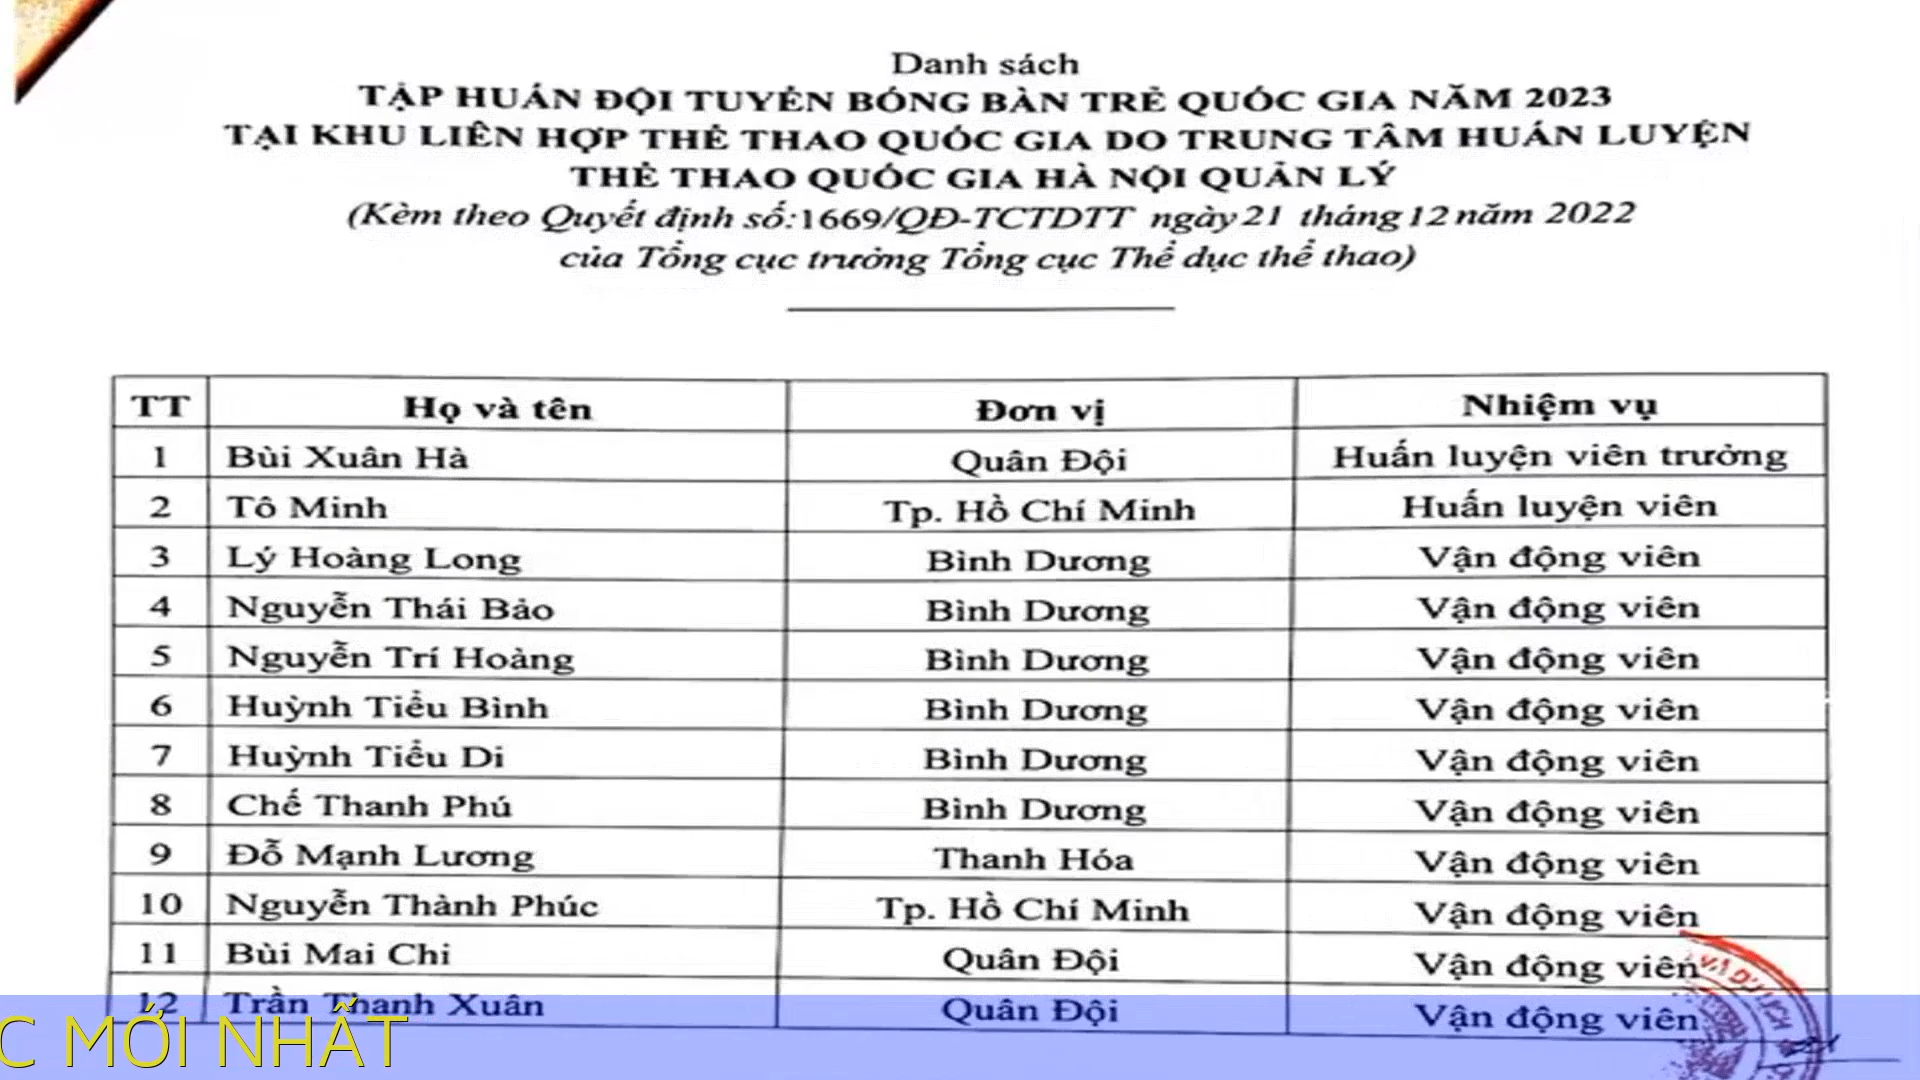 Danh sách
TẬP HUẤN ĐỘI TUYỂN BÓNG BÀN TRẺ QUỐC GIA NĂM 2023
TẠI KHU LIÊN HỢP THỂ THAO QUỐC GIA DO TRUNG TÂM HUẤN LUYỆN
THỂ THAO QUỐC GIA HÀ NỘI QUẢN LÝ
(Kèm theo Quyết định số:1669/QĐ-TCTDTT ngày 21 tháng 12 năm 2022
của Tổng cục trưởng Tổng cục Thể dục thể thao)
TT Họ và tên Đơn vị Nhiệm vụ
1 Bùi Xuân Hà Quân Đội Huấn luyện viên trưởng
2 Tô Minh Tp. Hồ Chí Minh Huấn luyện viên
3 Lý Hoàng Long Bình Dương Vận động viên
4 Nguyễn Thái Bảo Bình Dương Vận động viên
5 Nguyễn Trí Hoàng Bình Dương Vận động viên
6 Huỳnh Tiểu Bình Bình Dương Vận động viên
7 Huỳnh Tiểu Di Bình Dương Vận động viên
8 Chế Thanh Phú Bình Dương Vận động viên
9 Đỗ Mạnh Lương Thanh Hóa Vận động viên
10 Nguyễn Thành Phúc Tp. Hồ Chí Minh Vận động viên
11 Bùi Mai Chi Quân Đội Vận động viên
12 Trần Thanh Xuân Quân Đội Vận động viên
VÀ DU LỊCH
C MỚI NHẤT